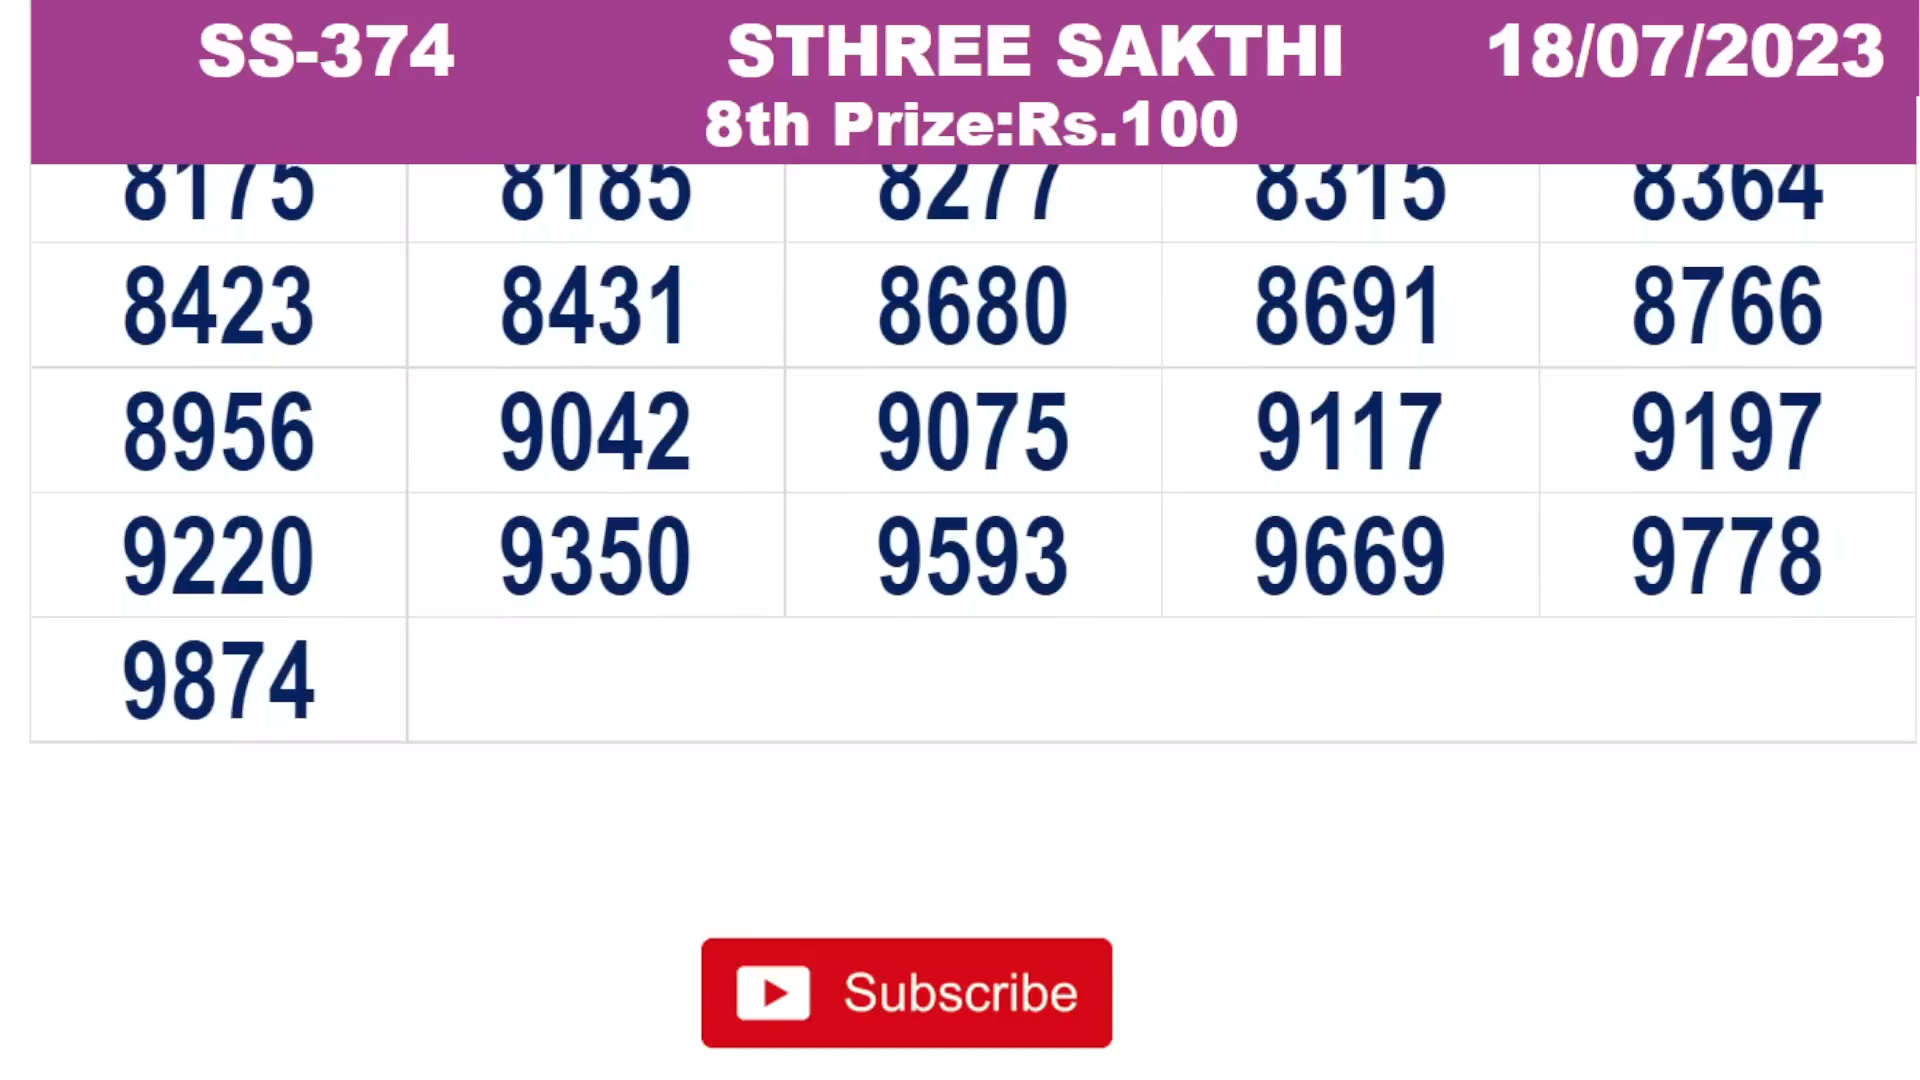 SS-374 STHREE SAKTHI 18/07/2023
8th Prize:Rs.100
8175 8185 8277 8315 8364
8423 8431 8680 8691 8766
8956 9042 9075 9117 9197
9220 9350 9593 9669 9778
9874
Subscribe